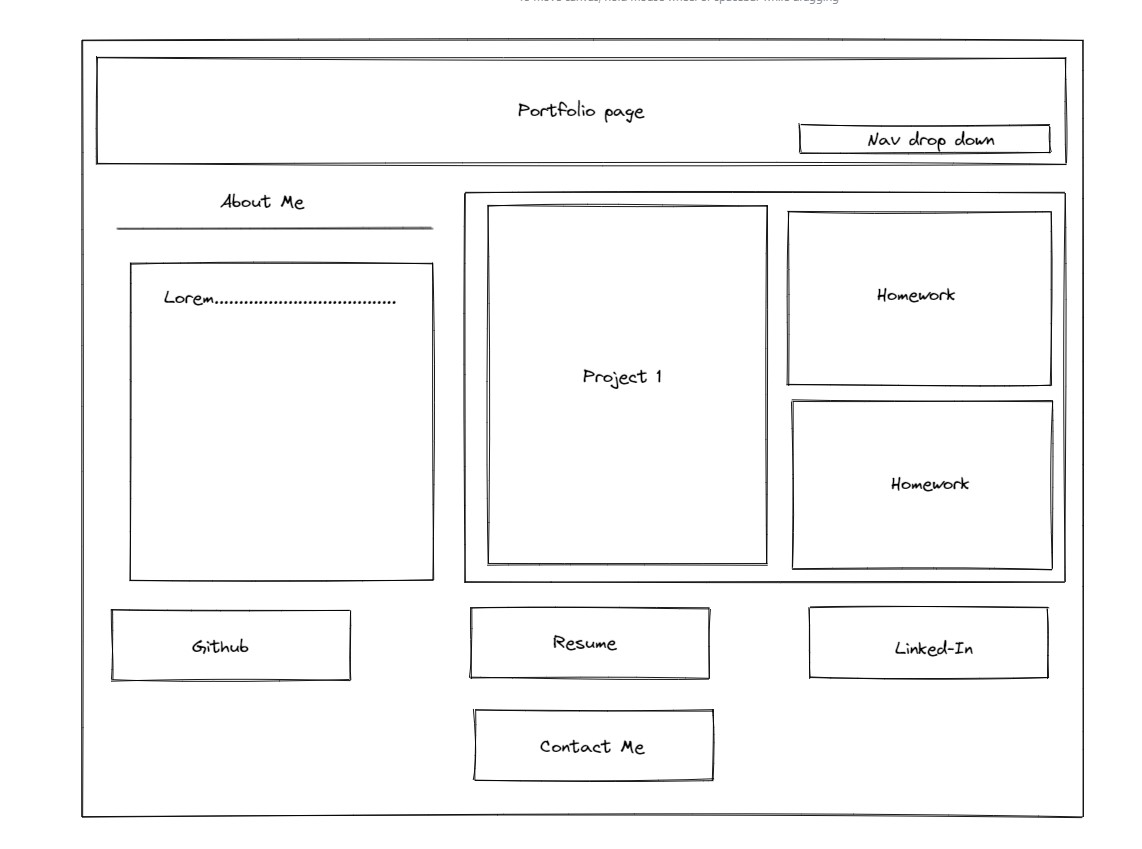 To move canvas, hold mouse wheel or spacebar while dragging
Portfolio page
Nav drop down
About Me
Lorem.....................................
Project 1
Homework
Homework
Github
Resume
Linked-In
Contact Me